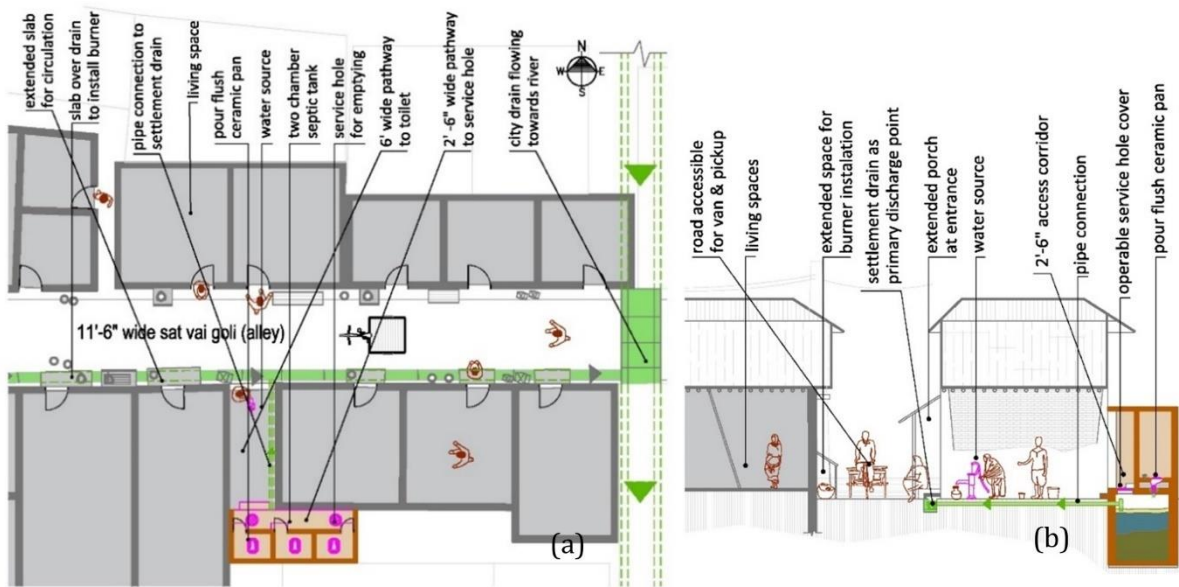 extended slab
for circulation
slab over drain
to install burner
pipe connection to
settlement drain
living space
pour flush
ceramic pan
water source
two chamber
septic tank
service hole
for emptying
6' wide pathway
to toilet
2' -6" wide pathway
to service hole
city drain flowing
towards river
N
W E
S
11'-6" wide sat vai goli (alley)
(a)
road accessible
for van & pickup
living spaces
extended space for
burner instalation
settlement drain as
primary discharge point
extended porch
at entrance
water source
2'-6" access corridor
pipe connection
operable service hole cover
pour flush ceramic pan
(b)